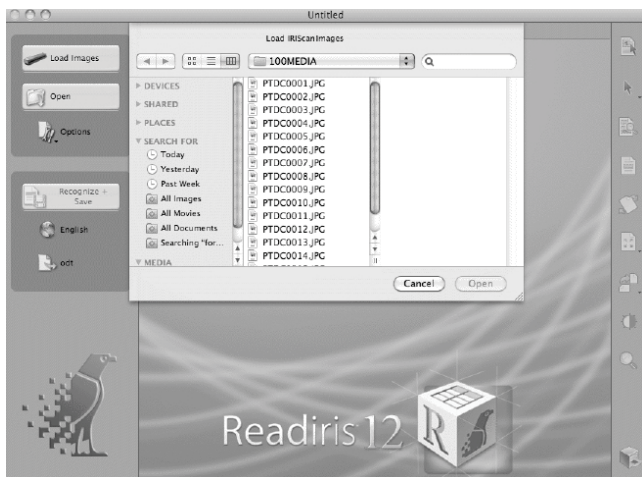 Untitled
Load IRIScanImages
100MEDIA
DEVICES
SHARED
PLACES
SEARCH FOR
Today
Yesterday
Past Week
All Images
All Movies
All Documents
Searching "for...
MEDIA
PTDC0001.JPG
PTDC0002.JPG
PTDC0003.JPG
PTDC0004.JPG
PTDC0005.JPG
PTDC0006.JPG
PTDC0007.JPG
PTDC0008.JPG
PTDC0009.JPG
PTDC0010.JPG
PTDC0011.JPG
PTDC0012.JPG
PTDC0013.JPG
PTDC0014.JPG
Cancel
Open
Load Images
Open
Options
Recognize +
Save
English
odt
Readiris 12
R